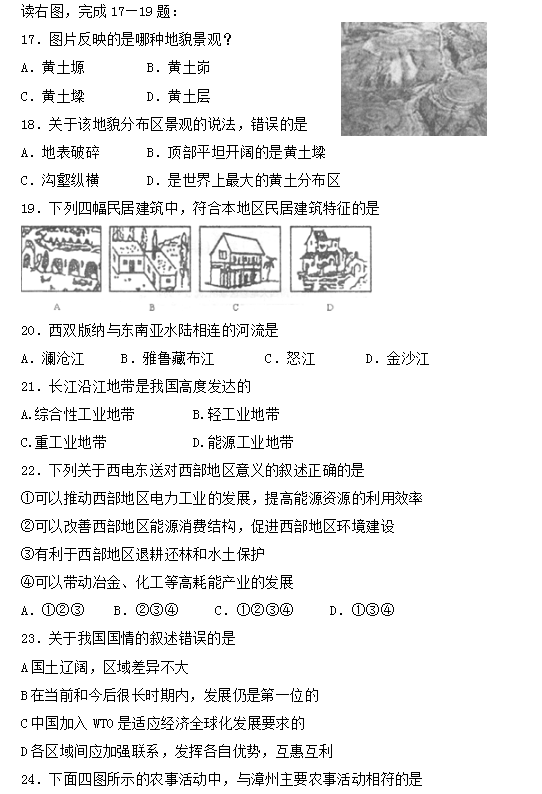 读右图，完成17—19题：
17．图片反映的是哪种地貌景观？
A．黄土塬 B．黄土峁
C．黄土墚 D．黄土层
18．关于该地貌分布区景观的说法，错误的是
A．地表破碎 B．顶部平坦开阔的是黄土墚
C．沟壑纵横 D．是世界上最大的黄土分布区
19．下列四幅民居建筑中，符合本地区民居建筑特征的是
A B C D
20．西双版纳与东南亚水陆相连的河流是
A．澜沧江 B．雅鲁藏布江 C．怒江 D．金沙江
21．长江沿江地带是我国高度发达的
A.综合性工业地带 B.轻工业地带
C.重工业地带 D.能源工业地带
22．下列关于西电东送对西部地区意义的叙述正确的是
①可以推动西部地区电力工业的发展，提高能源资源的利用效率
②可以改善西部地区能源消费结构，促进西部地区环境建设
③有利于西部地区退耕还林和水土保护
④可以带动冶金、化工等高耗能产业的发展
A．①②③ B．②③④ C．①②③④ D．①③④
23．关于我国国情的叙述错误的是
A国土辽阔，区域差异不大
B在当前和今后很长时期内，发展仍是第一位的
C中国加入WTO是适应经济全球化发展要求的
D各区域间应加强联系，发挥各自优势，互惠互利
24．下面四图所示的农事活动中，与漳州主要农事活动相符的是